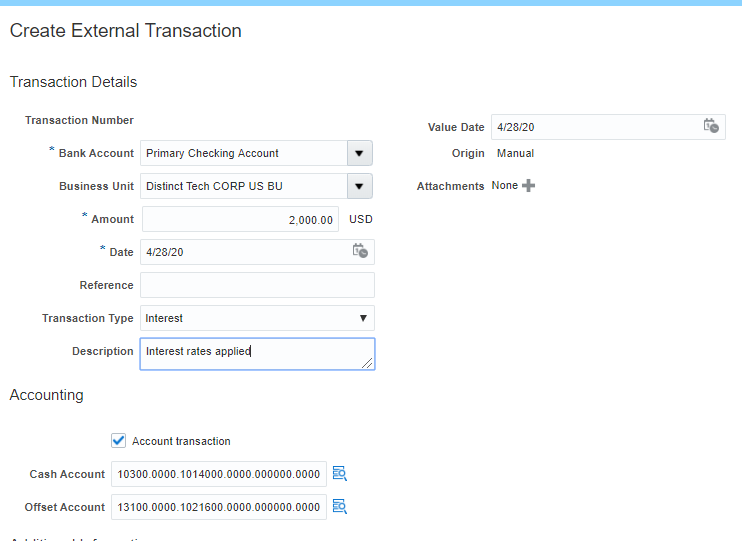 Create External Transaction
Transaction Details
Transaction Number
* Bank Account Primary Checking Account
Business Unit Distinct Tech CORP US BU
* Amount 2,000.00 USD
* Date 4/28/20
Reference
Transaction Type Interest
Description Interest rates applied
Value Date 4/28/20
Origin Manual
Attachments None
Accounting
Account transaction
Cash Account 10300.0000.1014000.0000.000000.0000
Offset Account 13100.0000.1021600.0000.000000.0000